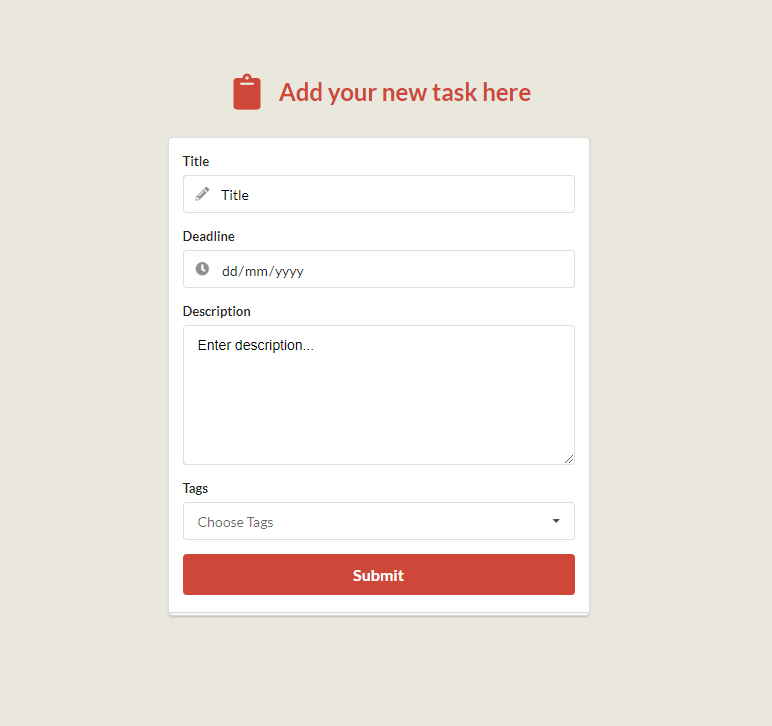 Add your new task here
Title
Title
Deadline
dd/mm/yyyy
Description
Enter description...
Tags
Choose Tags
Submit